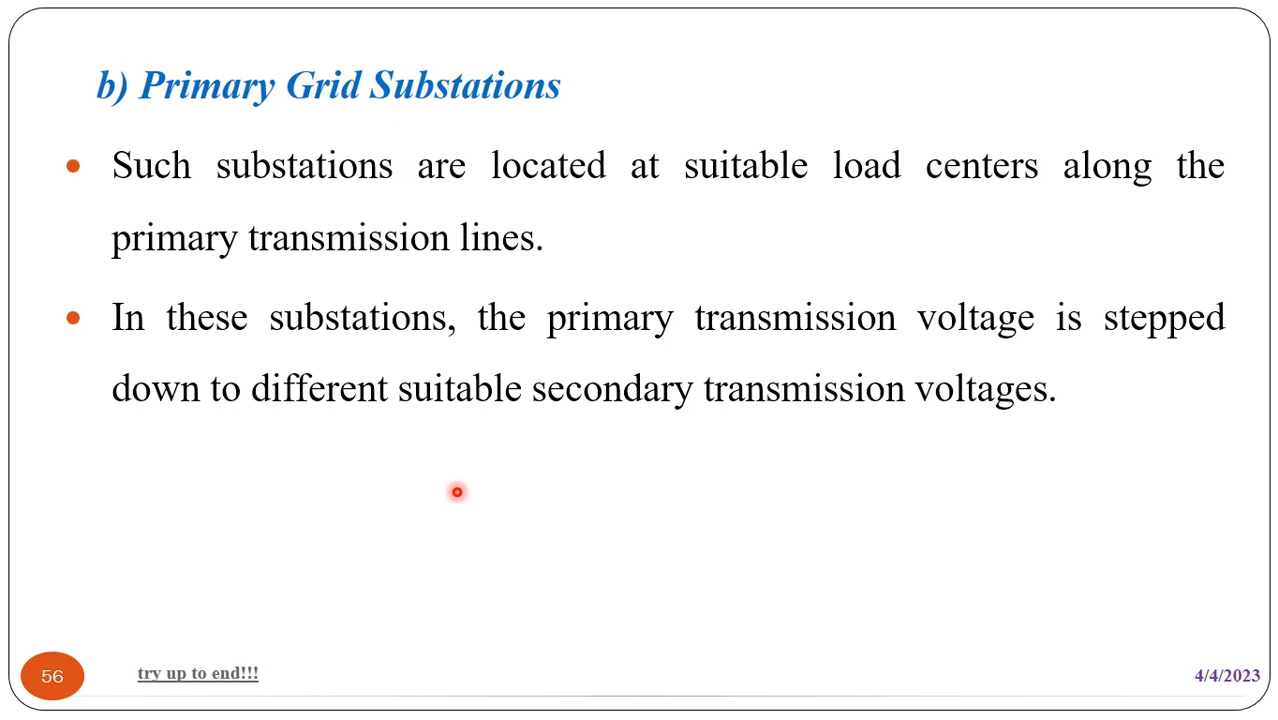 b) Primary Grid Substations
Such substations are located at suitable load centers along the
primary transmission lines.
In these substations, the primary transmission voltage is stepped
down to different suitable secondary transmission voltages.
56
try up to end!!!
4/4/2023